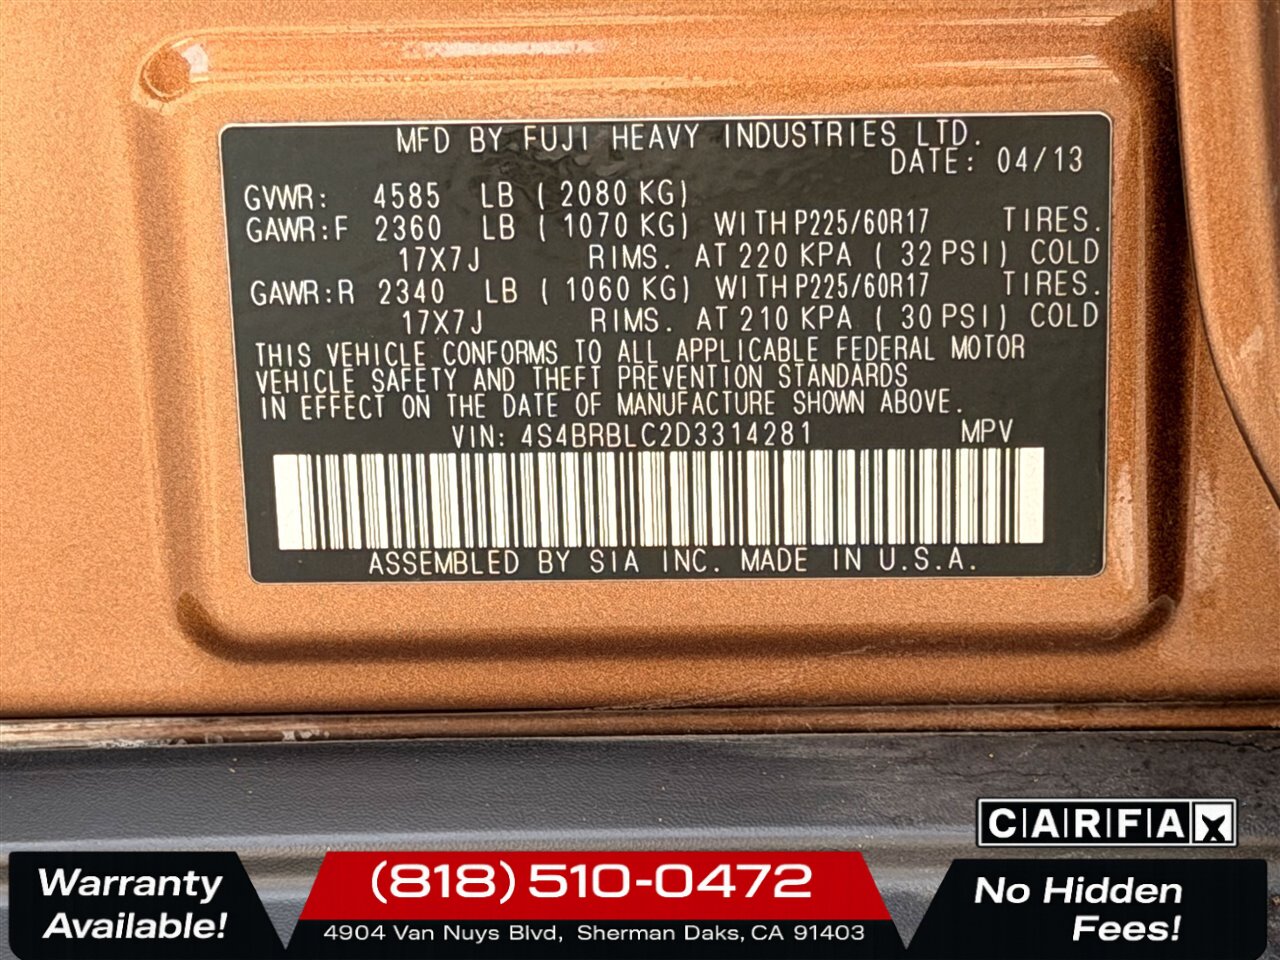 MFD BY FUJI HEAVY INDUSTRIES LTD.
DATE: 04/13
GVWR: 4585 LB ( 2080 KG)
GAWR:F 2360 LB ( 1070 KG) WITH P225/60R17 TIRES.
17X7J RIMS. AT 220 KPA ( 32 PSI) COLD
GAWR:R 2340 LB ( 1060 KG) WITH P225/60R17 TIRES.
17X7J RIMS. AT 210 KPA ( 30 PSI) COLD
THIS VEHICLE CONFORMS TO ALL APPLICABLE FEDERAL MOTOR
VEHICLE SAFETY AND THEFT PREVENTION STANDARDS
IN EFFECT ON THE DATE OF MANUFACTURE SHOWN ABOVE.
VIN: 4S4BRBLC2D3314281 MPV
ASSEMBLED BY SIA INC. MADE IN U.S.A.
CARFAX
Warranty
Available!
(818) 510-0472
4904 Van Nuys Blvd, Sherman Daks, CA 91403
No Hidden
Fees!